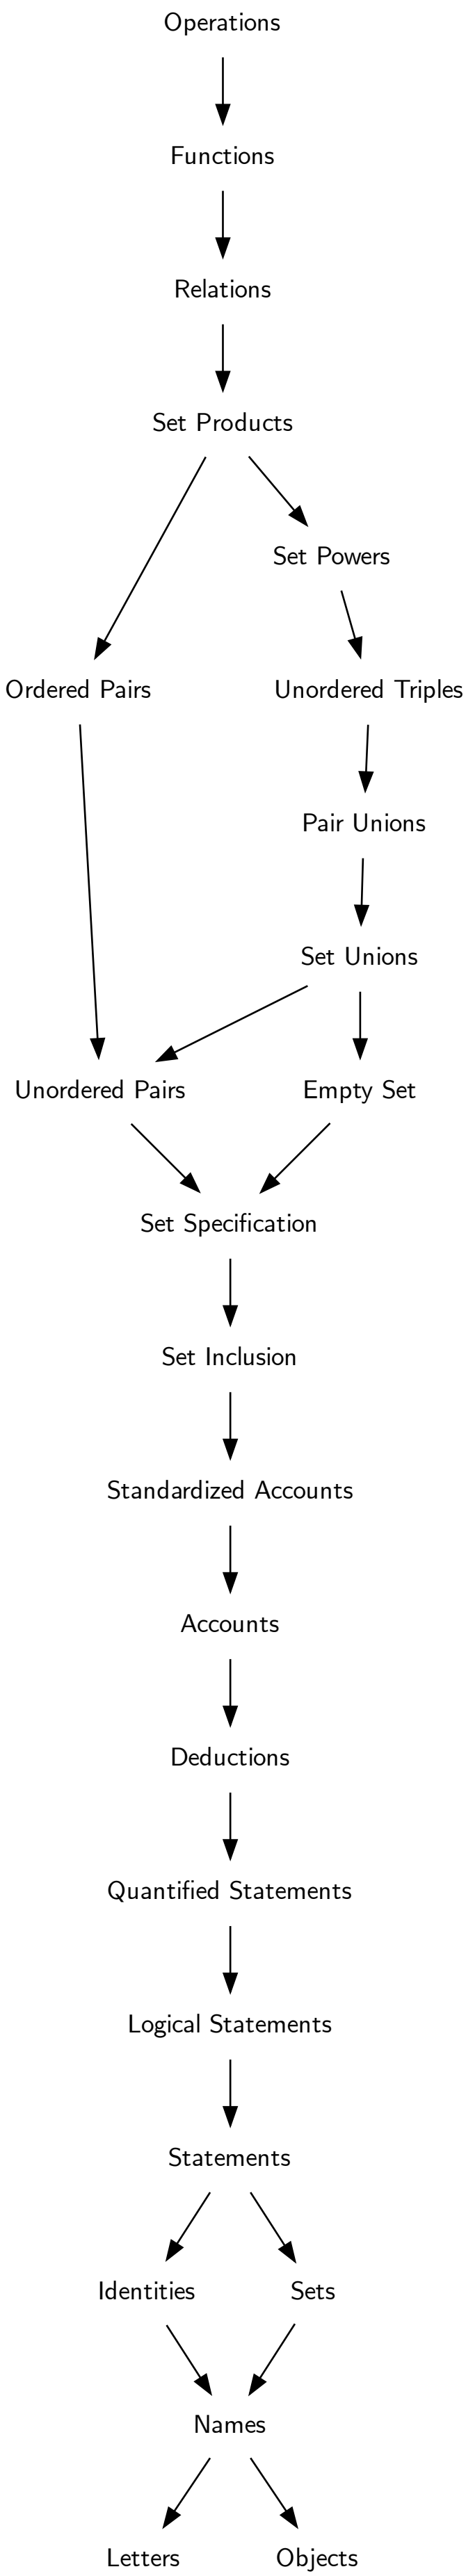 Operations
Functions
Relations
Set Products
Set Powers
Ordered Pairs
Unordered Triples
Pair Unions
Set Unions
Unordered Pairs
Empty Set
Set Specification
Set Inclusion
Standardized Accounts
Accounts
Deductions
Quantified Statements
Logical Statements
Statements
Identities
Sets
Names
Letters
Objects